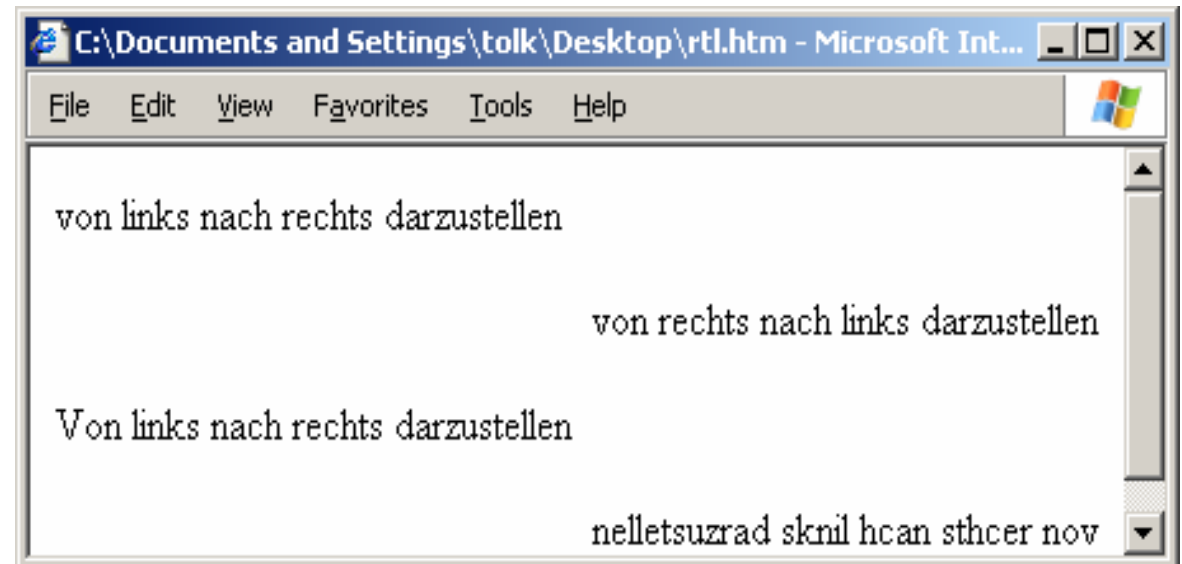 C:\Documents and Settings\tolk\Desktop\rtl.htm - Microsoft Int...
File Edit View Favorites Tools Help
von links nach rechts darzustellen
von rechts nach links darzustellen
Von links nach rechts darzustellen
nelletsuzrad sknil hcan sthcer nov